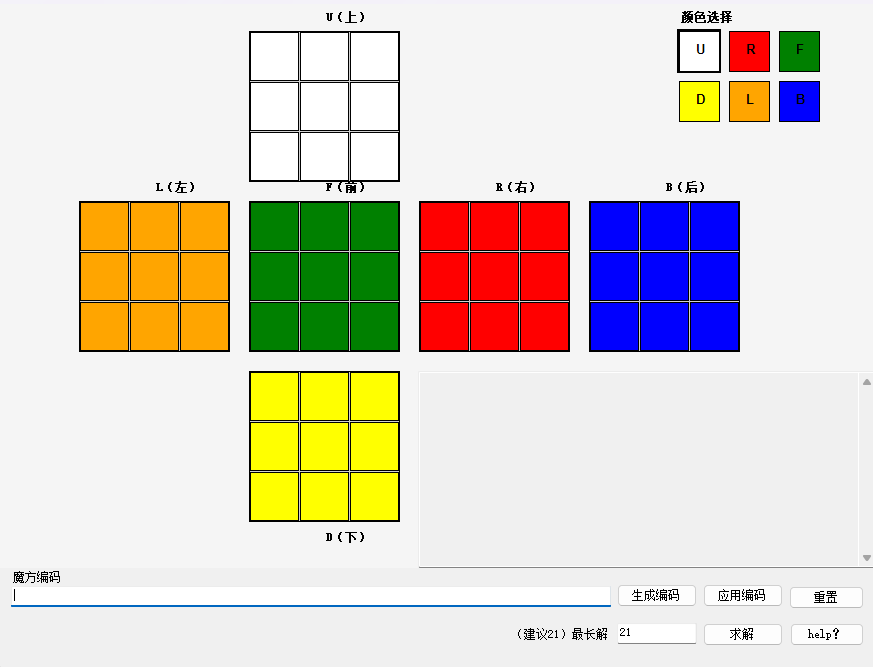 U（上）
颜色选择
U R F
D L B
L（左）
F（前）
R（右）
B（后）
D（下）
魔方编码
生成编码
应用编码
重置
（建议21）最长解
21
求解
help?